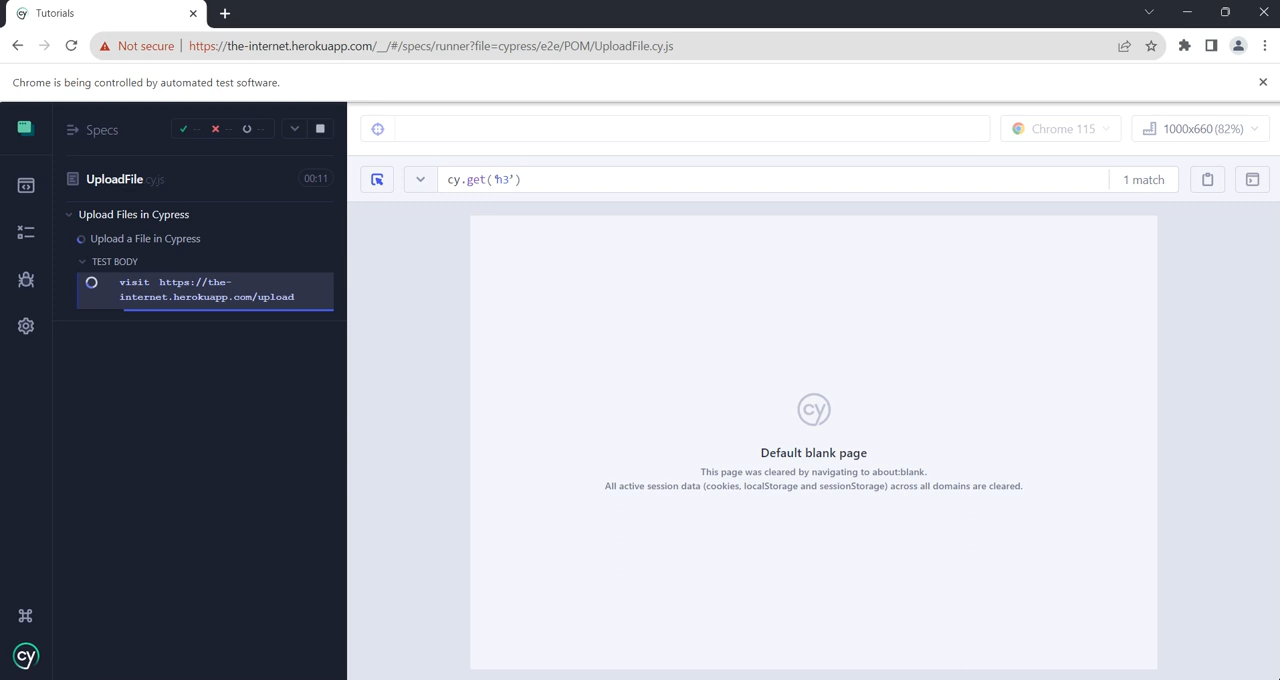 Tutorials
Not secure
https://the-internet.herokuapp.com/__/#/specs/runner?file=cypress/e2e/POM/UploadFile.cy.js
Chrome is being controlled by automated test software.
Specs
-- -- --
Chrome 115
1000x660 (82%)
UploadFile.cy.js
00:11
cy.get('h3')
1 match
Upload Files in Cypress
Upload a File in Cypress
TEST BODY
visit https://the-
internet.herokuapp.com/upload
cy
Default blank page
This page was cleared by navigating to about:blank.
All active session data (cookies, localStorage and sessionStorage) across all domains are cleared.
cy